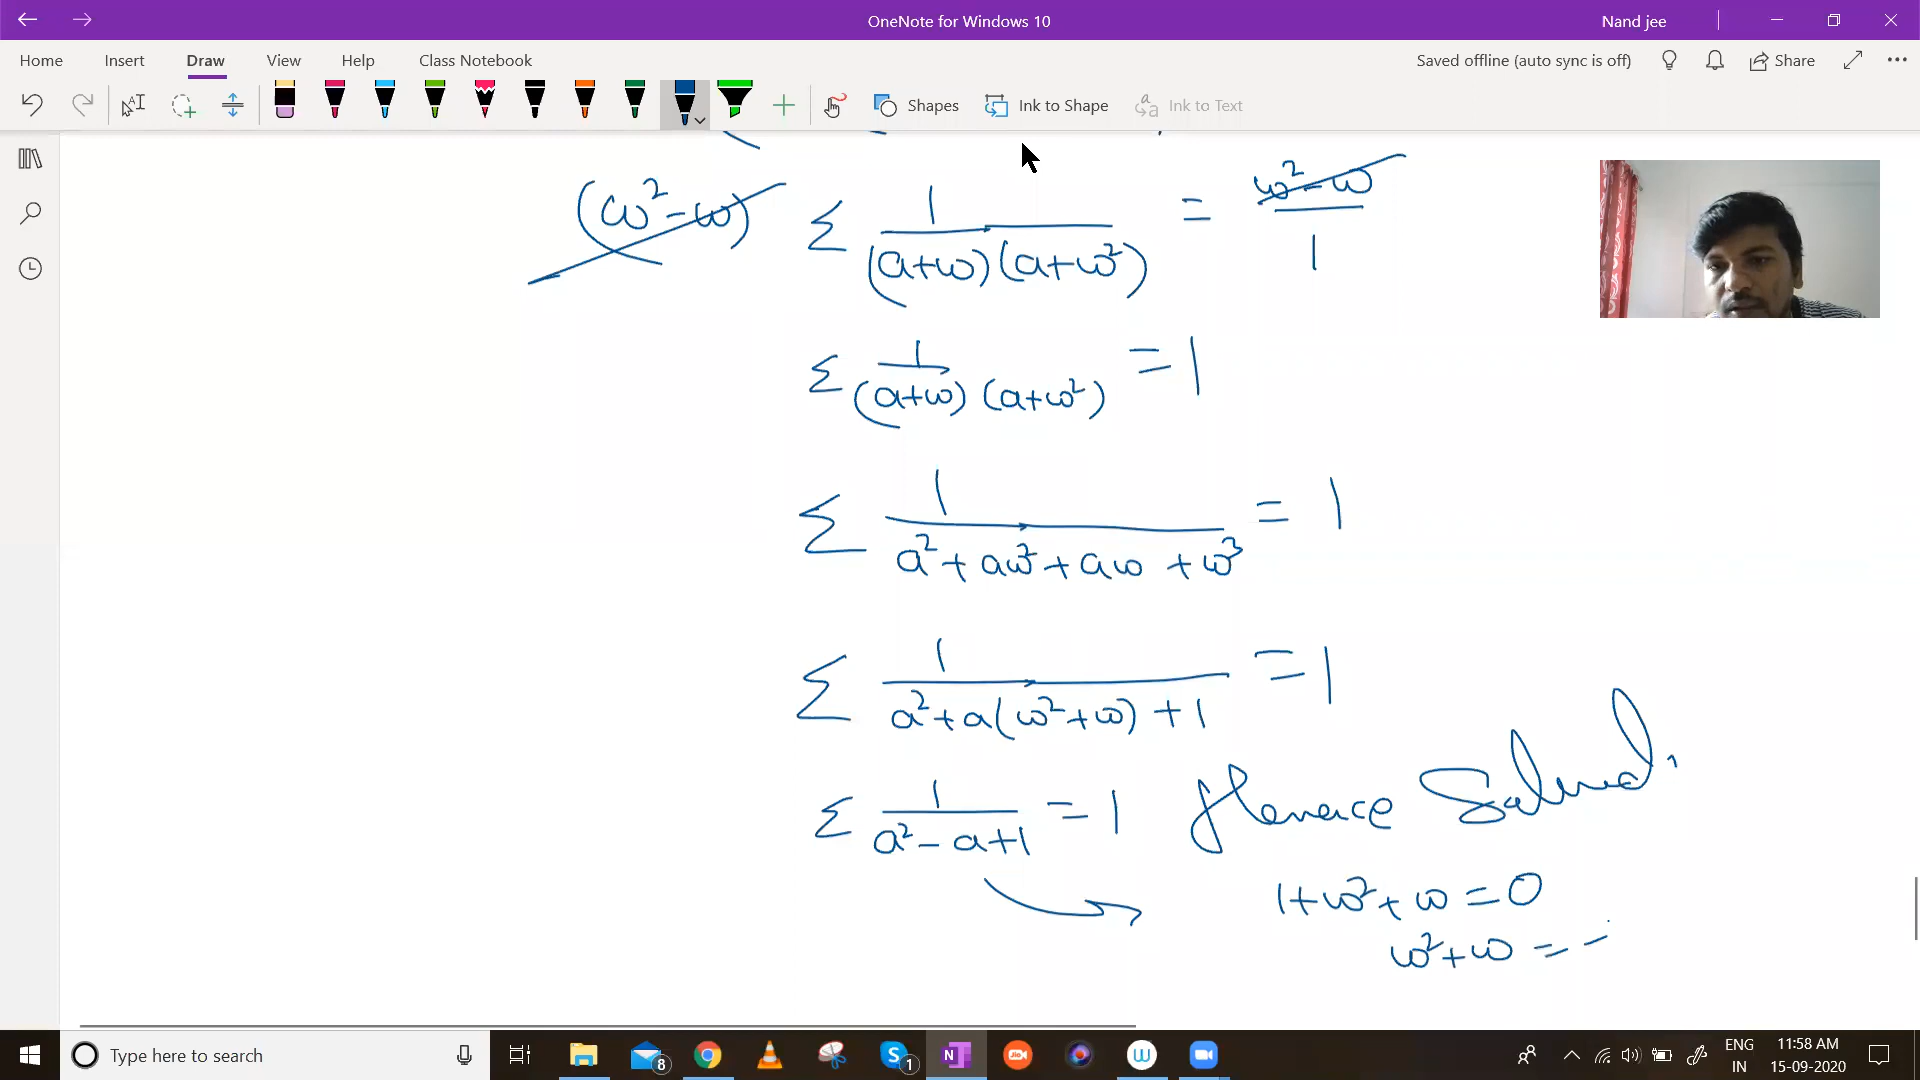 OneNote for Windows 10
Nand jee
Home Insert Draw View Help Class Notebook
Saved offline (auto sync is off) Share
Shapes Ink to Shape Ink to Text
(ω² - ω) Σ 1/((a+ω)(a+ω²)) = (ω² - ω)/1
Σ 1/((a+ω)(a+ω²)) = 1
Σ 1/(a² + aω² + aω + ω³) = 1
Σ 1/(a² + a(ω² + ω) + 1) = 1
Σ 1/(a² - a + 1) = 1
1 + ω² + ω = 0
ω² + ω = -
Type here to search
8
1
ENG
IN
11:58 AM
15-09-2020